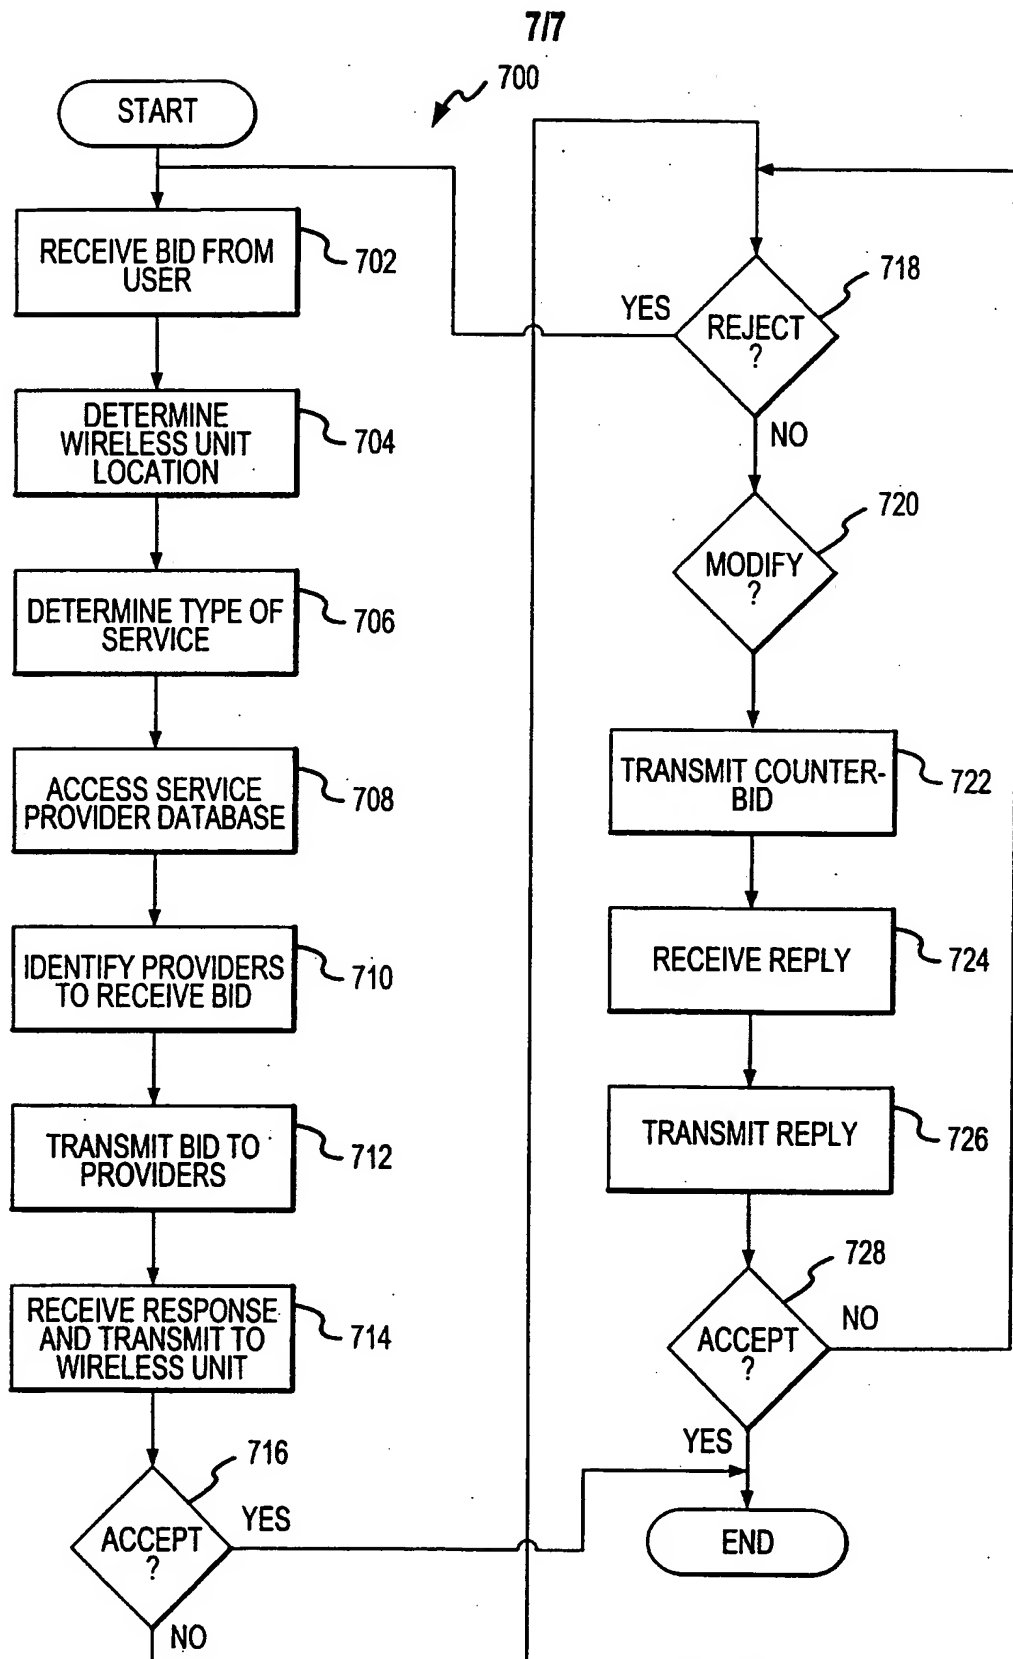 7/7
700
START
RECEIVE BID FROM
USER
702
DETERMINE
WIRELESS UNIT
LOCATION
704
DETERMINE TYPE OF
SERVICE
706
ACCESS SERVICE
PROVIDER DATABASE
708
IDENTIFY PROVIDERS
TO RECEIVE BID
710
TRANSMIT BID TO
PROVIDERS
712
RECEIVE RESPONSE
AND TRANSMIT TO
WIRELESS UNIT
714
716
ACCEPT
?
YES
NO
718
YES
REJECT
?
NO
720
MODIFY
?
TRANSMIT COUNTER-
BID
722
RECEIVE REPLY
724
TRANSMIT REPLY
726
728
ACCEPT
?
NO
YES
END